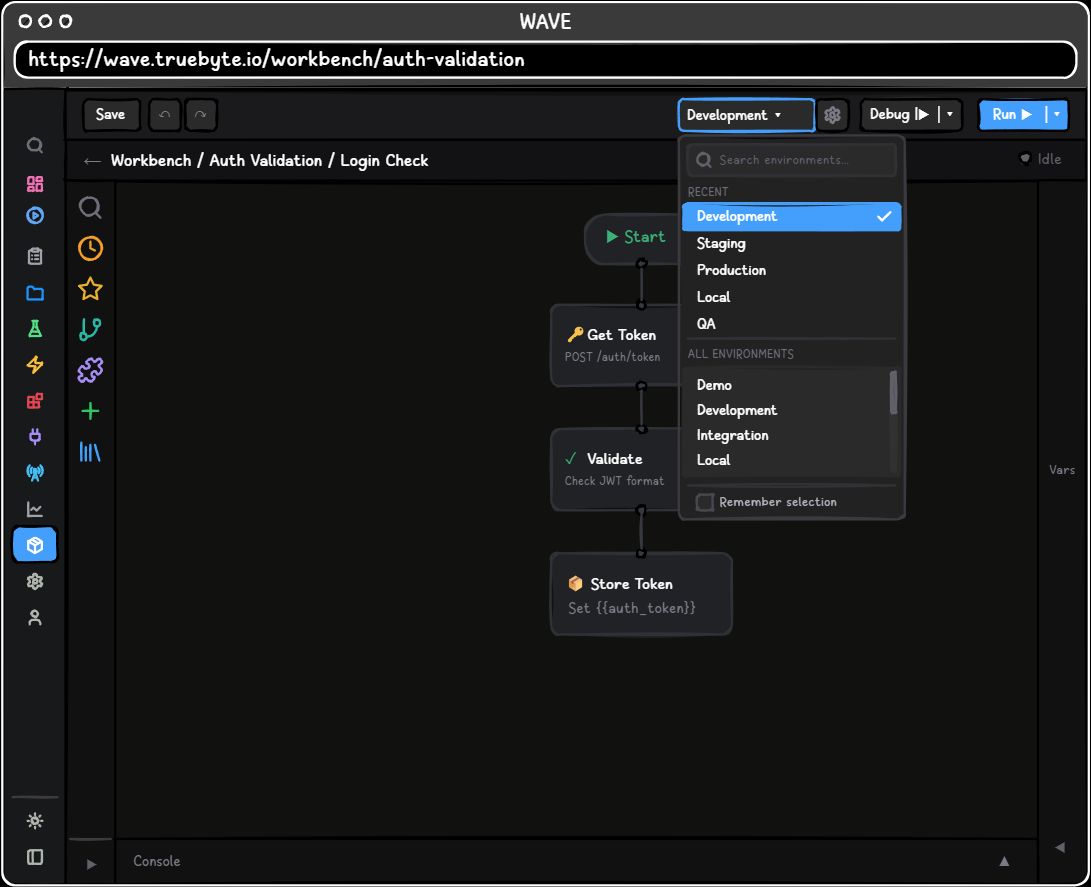 WAVE
https://wave.truebyte.io/workbench/auth-validation
Save
Development
Debug
Run
Workbench / Auth Validation / Login Check
Idle
Search environments...
RECENT
Development
Staging
Production
Local
QA
ALL ENVIRONMENTS
Demo
Development
Integration
Local
Remember selection
Start
Get Token
POST /auth/token
Validate
Check JWT format
Store Token
Set {{auth_token}}
Vars
Console